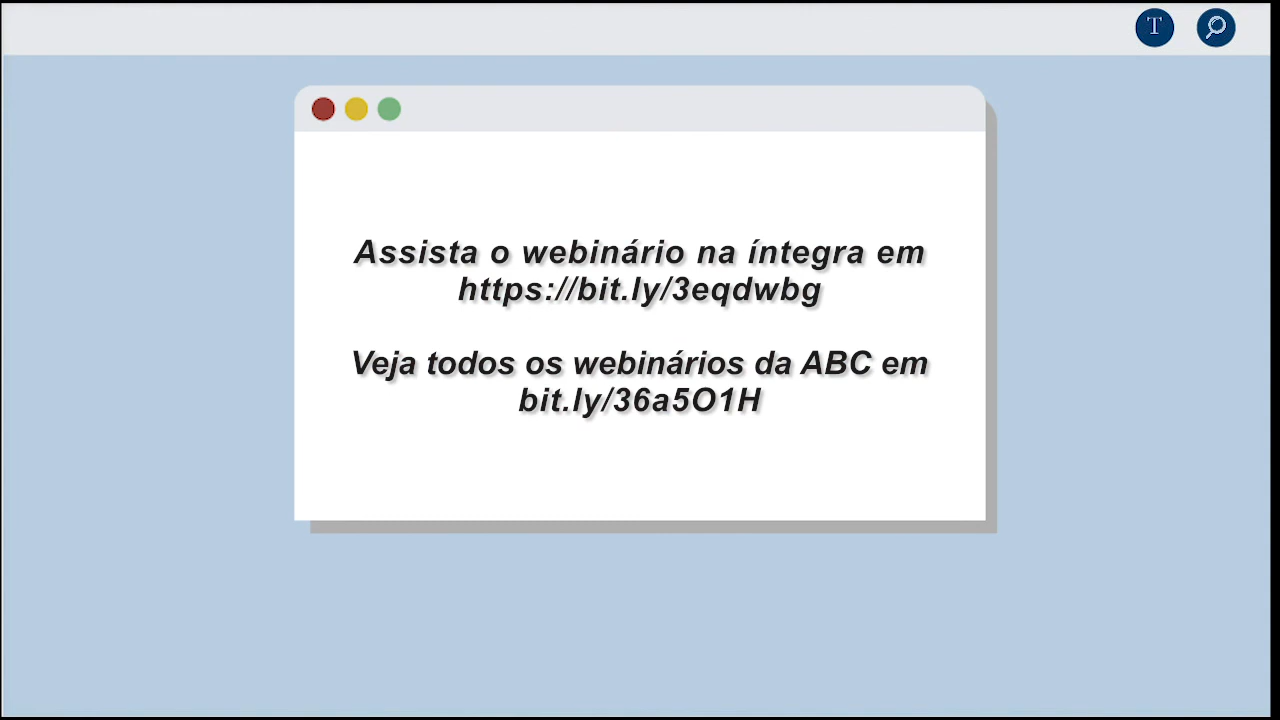 T
Assista o webinário na íntegra em
https://bit.ly/3eqdwbg
Veja todos os webinários da ABC em
bit.ly/36a5O1H